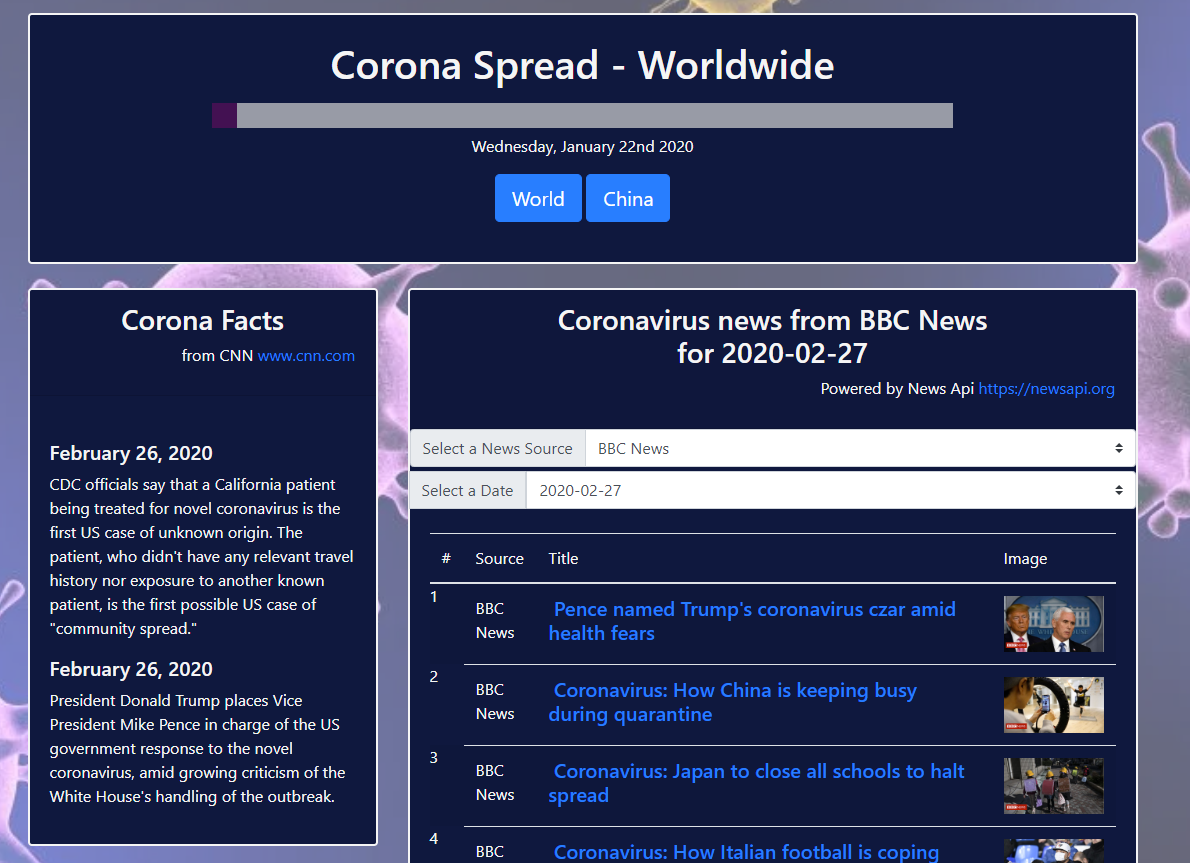 Corona Spread - Worldwide
Wednesday, January 22nd 2020
World China
Corona Facts
from CNN www.cnn.com
February 26, 2020
CDC officials say that a California patient
being treated for novel coronavirus is the
first US case of unknown origin. The
patient, who didn't have any relevant travel
history nor exposure to another known
patient, is the first possible US case of
"community spread."
February 26, 2020
President Donald Trump places Vice
President Mike Pence in charge of the US
government response to the novel
coronavirus, amid growing criticism of the
White House's handling of the outbreak.
Coronavirus news from BBC News
for 2020-02-27
Powered by News Api https://newsapi.org
Select a News Source BBC News
Select a Date 2020-02-27
# Source Title Image
1 BBC News Pence named Trump's coronavirus czar amid
health fears
2 BBC News Coronavirus: How China is keeping busy
during quarantine
3 BBC News Coronavirus: Japan to close all schools to halt
spread
4 BBC Coronavirus: How Italian football is coping